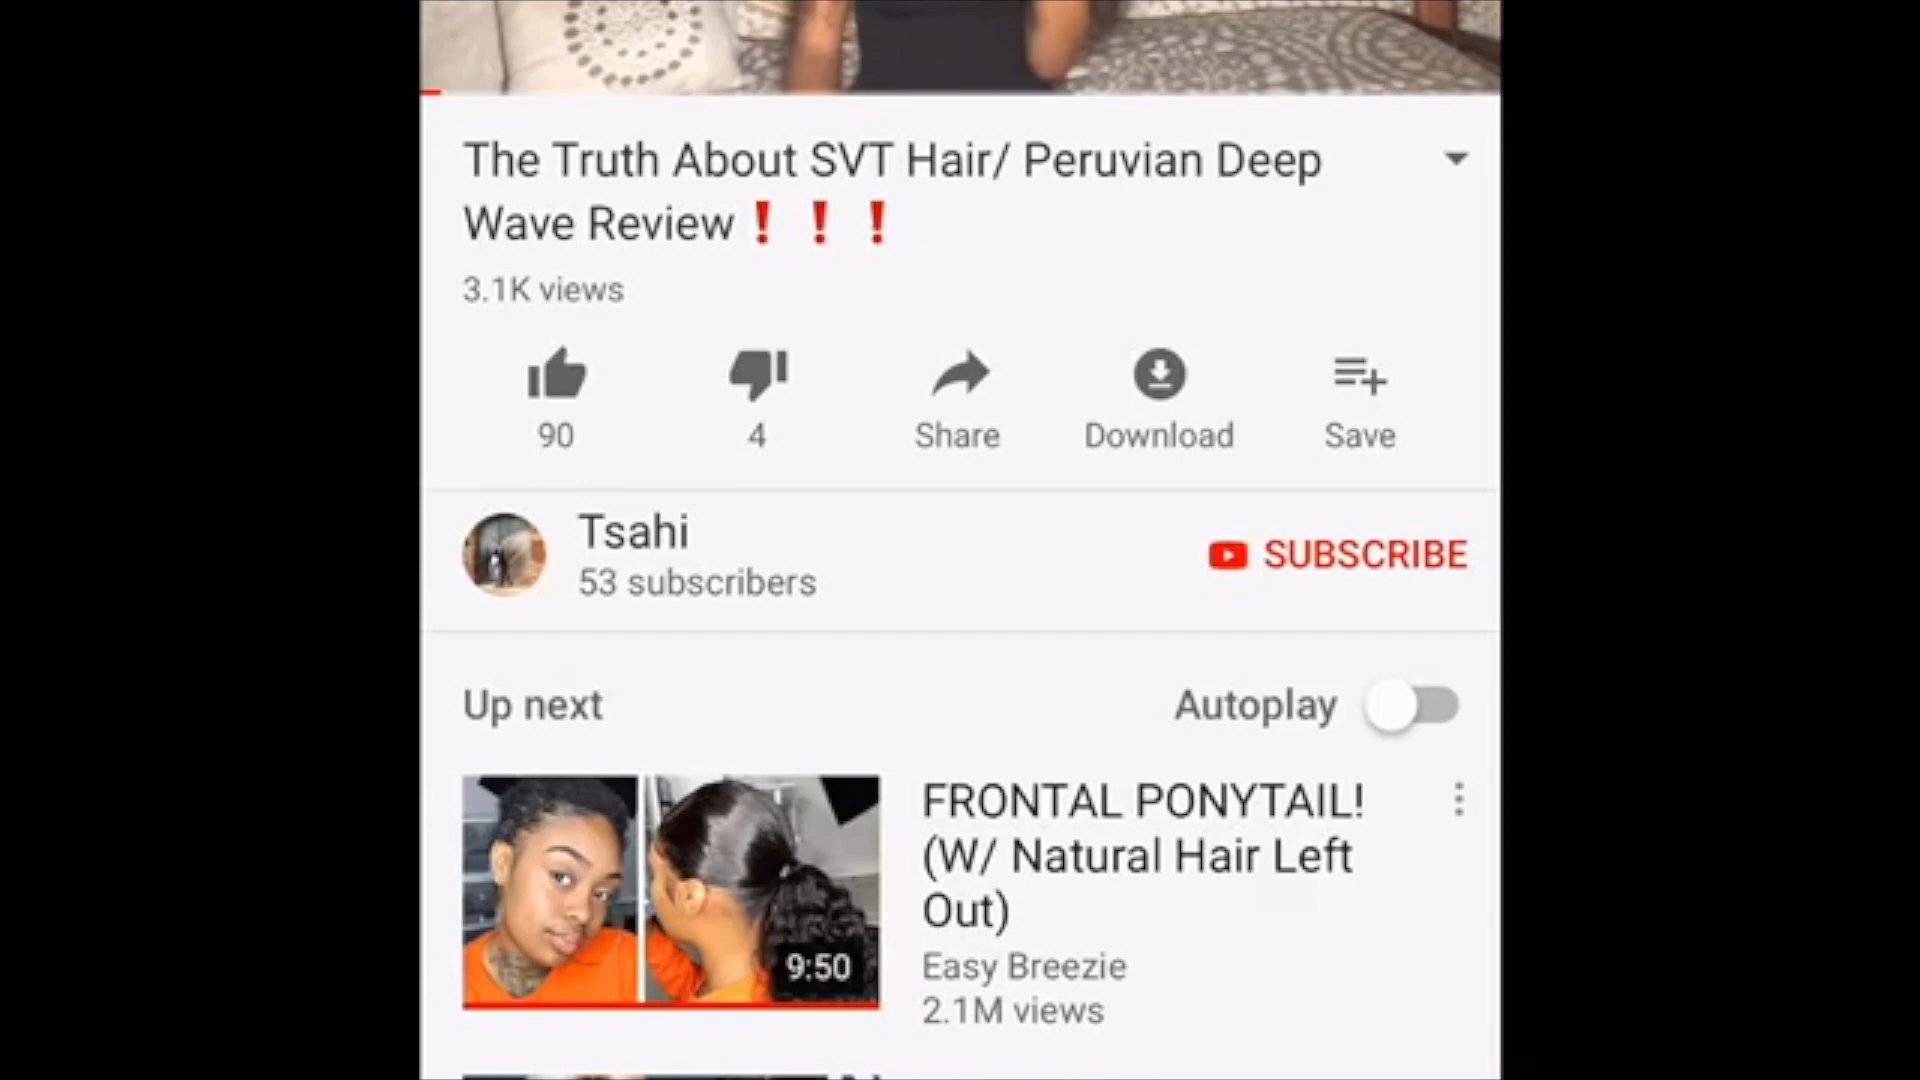 The Truth About SVT Hair/ Peruvian Deep
Wave Review❗❗❗
3.1K views
90
4
Share
Download
Save
Tsahi
53 subscribers
SUBSCRIBE
Up next
Autoplay
FRONTAL PONYTAIL!
(W/ Natural Hair Left
Out)
Easy Breezie
2.1M views
9:50